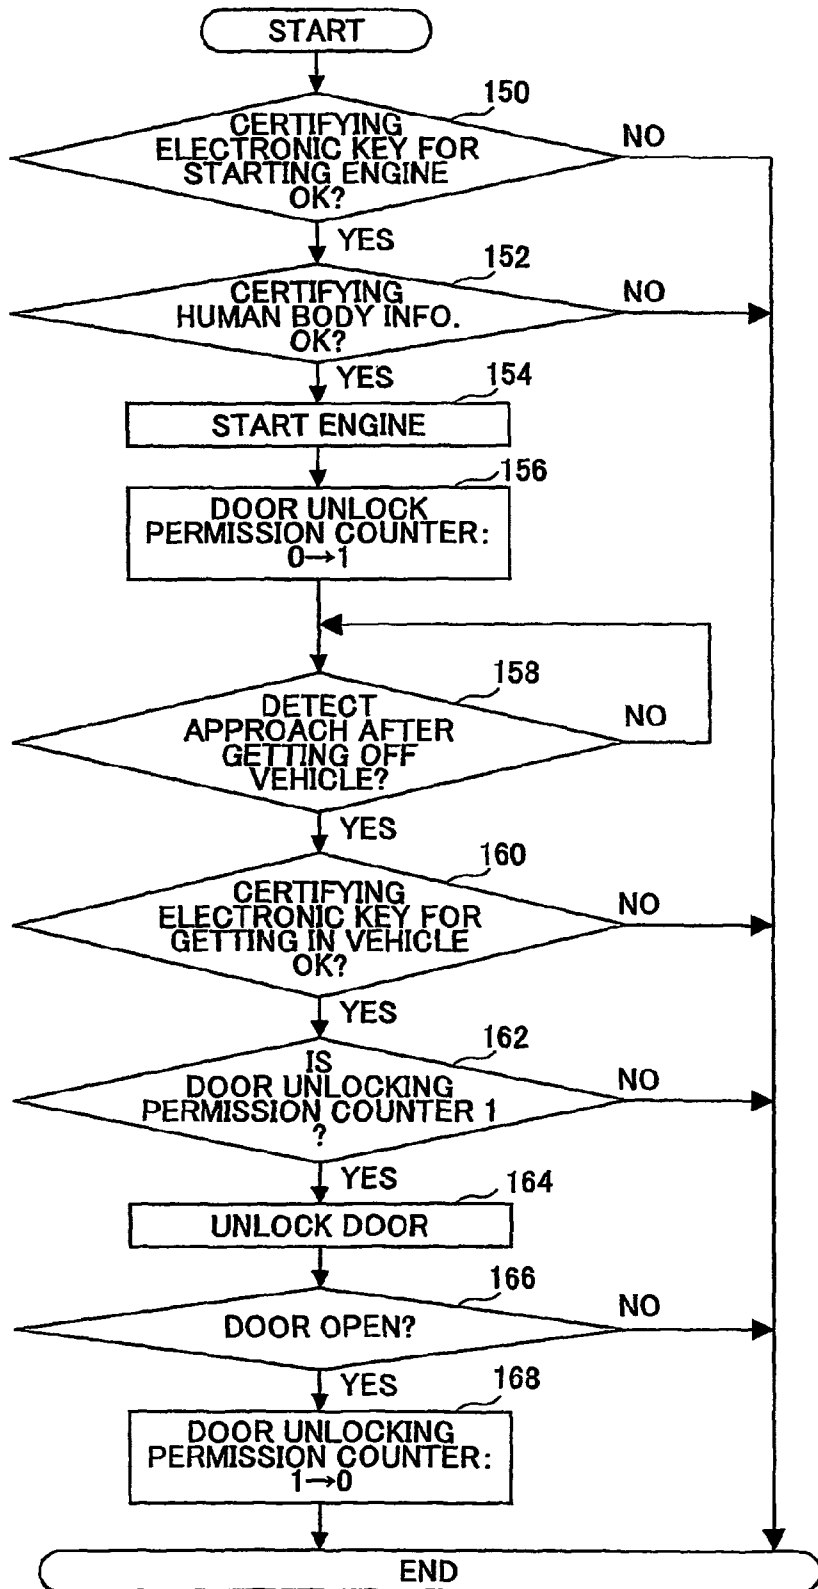 START
150
CERTIFYING
ELECTRONIC KEY FOR
STARTING ENGINE
OK?
NO
YES
152
CERTIFYING
HUMAN BODY INFO.
OK?
NO
YES
154
START ENGINE
156
DOOR UNLOCK
PERMISSION COUNTER:
0→1
158
DETECT
APPROACH AFTER
GETTING OFF
VEHICLE?
NO
YES
160
CERTIFYING
ELECTRONIC KEY FOR
GETTING IN VEHICLE
OK?
NO
YES
162
IS
DOOR UNLOCKING
PERMISSION COUNTER 1
?
NO
YES
164
UNLOCK DOOR
166
DOOR OPEN?
NO
YES
168
DOOR UNLOCKING
PERMISSION COUNTER:
1→0
END